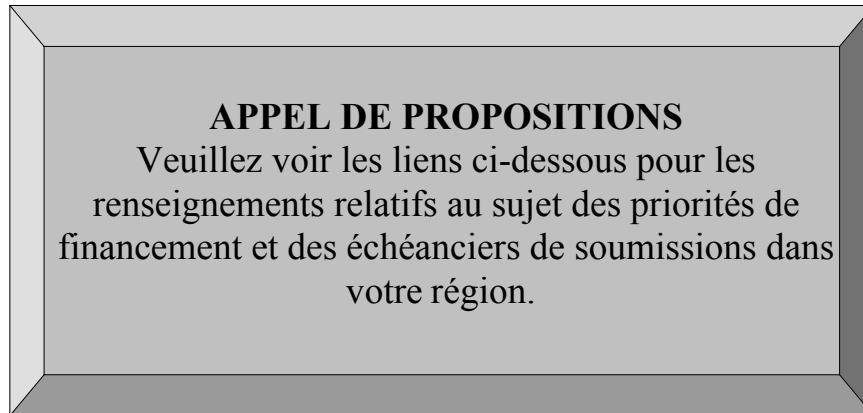 APPEL DE PROPOSITIONS
Veuillez voir les liens ci-dessous pour les
renseignements relatifs au sujet des priorités de
financement et des échéanciers de soumissions dans
votre région.